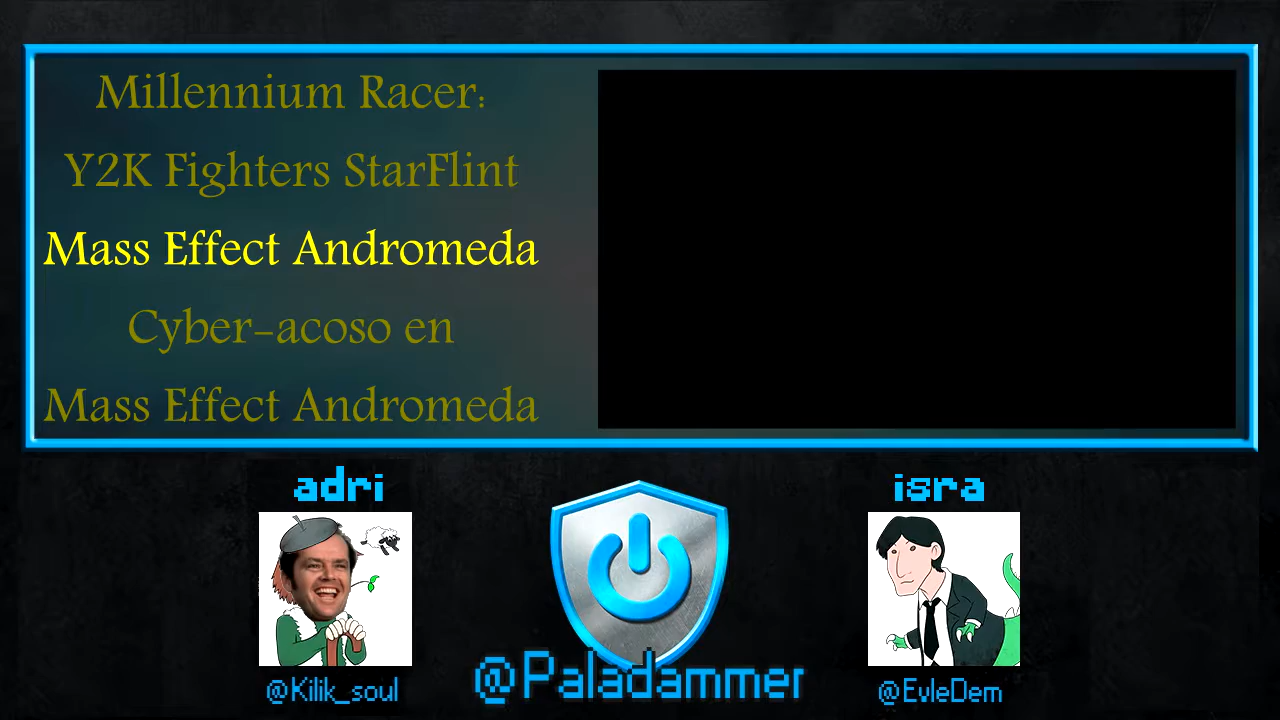 Millennium Racer:
Y2K Fighters StarFlint
Mass Effect Andromeda
Cyber-acoso en
Mass Effect Andromeda
adri
isra
@Kilik_soul
@Paladammer
@EvleDem